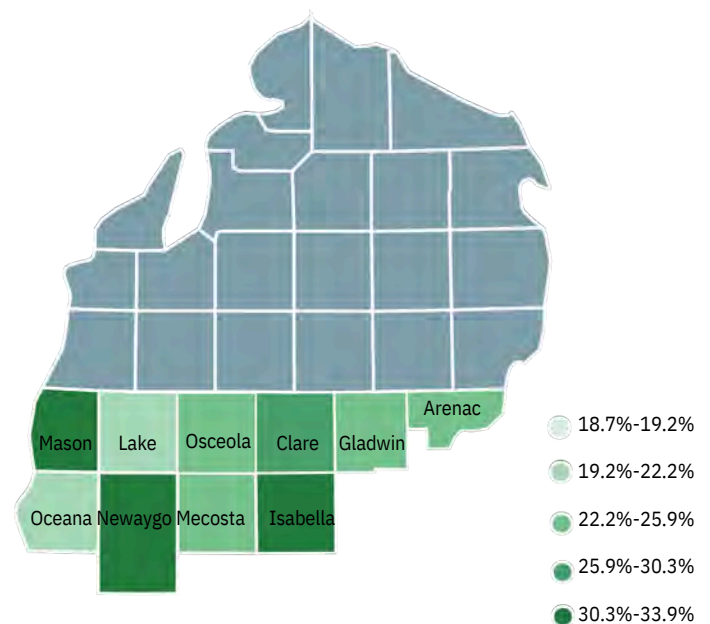 Arenac
Mason Lake Osceola Clare Gladwin
Oceana Newaygo Mecosta Isabella
18.7%-19.2%
19.2%-22.2%
22.2%-25.9%
25.9%-30.3%
30.3%-33.9%